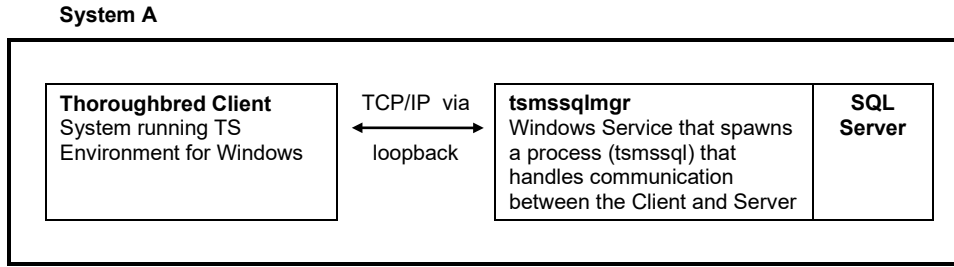 System A
Thoroughbred Client
System running TS
Environment for Windows
TCP/IP via
loopback
tsmssqlmgr
Windows Service that spawns
a process (tsmssql) that
handles communication
between the Client and Server
SQL
Server